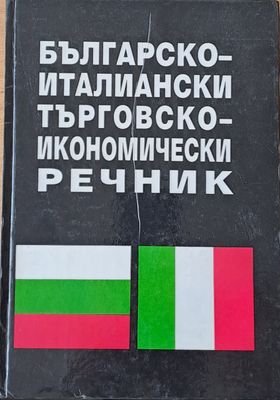 БЪЛГАРСКО–
ИТАЛИАНСКИ
ТЪРГОВСКО–
ИКОНОМИЧЕСКИ
РЕЧНИК